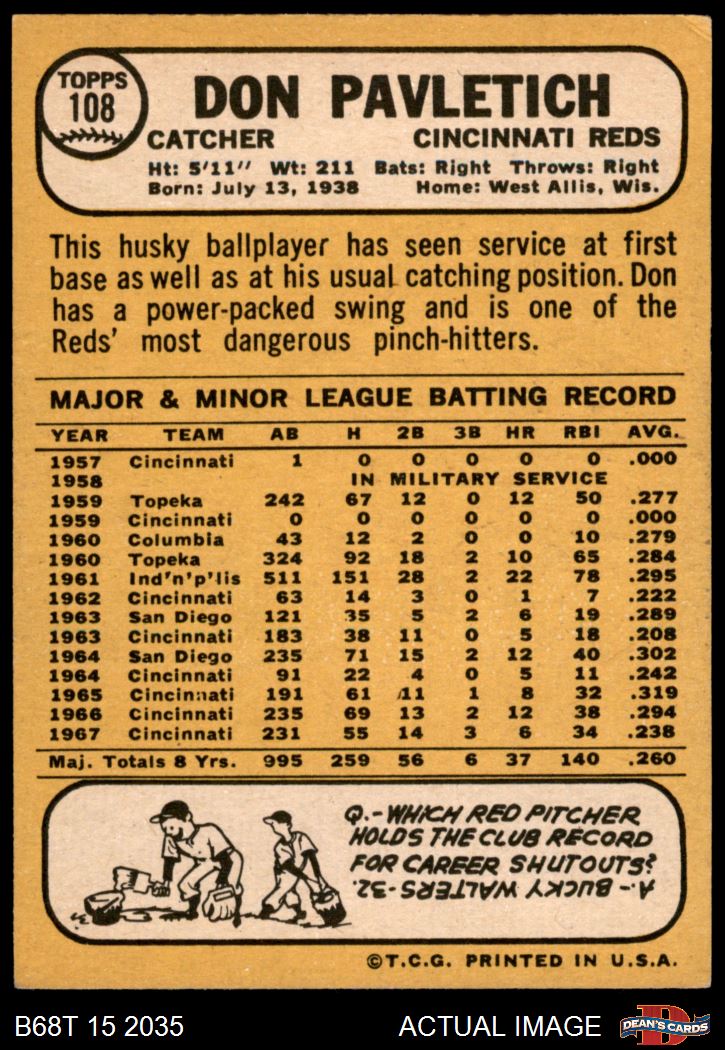 TOPPS
108
DON PAVLETICH
CATCHER CINCINNATI REDS
Ht: 5'11" Wt: 211 Bats: Right Throws: Right
Born: July 13, 1938 Home: West Allis, Wis.
This husky ballplayer has seen service at first
base as well as at his usual catching position. Don
has a power-packed swing and is one of the
Reds' most dangerous pinch-hitters.
MAJOR & MINOR LEAGUE BATTING RECORD
YEAR TEAM AB H 2B 3B HR RBI AVG.
1957 Cincinnati 1 0 0 0 0 0 .000
1958 IN MILITARY SERVICE
1959 Topeka 242 67 12 0 12 50 .277
1959 Cincinnati 0 0 0 0 0 0 .000
1960 Columbia 43 12 2 0 0 10 .279
1960 Topeka 324 92 18 2 10 65 .284
1961 Ind'n'p'lis 511 151 28 2 22 78 .295
1962 Cincinnati 63 14 3 0 1 7 .222
1963 San Diego 121 35 5 2 6 19 .289
1963 Cincinnati 183 38 11 0 5 18 .208
1964 San Diego 235 71 15 2 12 40 .302
1964 Cincinnati 91 22 4 0 5 11 .242
1965 Cincinnati 191 61 11 1 8 32 .319
1966 Cincinnati 235 69 13 2 12 38 .294
1967 Cincinnati 231 55 14 3 6 34 .238
Maj. Totals 8 Yrs. 995 259 56 6 37 140 .260
Q.-WHICH RED PITCHER
HOLDS THE CLUB RECORD
FOR CAREER SHUTOUTS?
A-BUCKY WALTERS-32.
©T.C.G. PRINTED IN U.S.A.
B68T 15 2035 ACTUAL IMAGE
D
DEAN'S CARDS